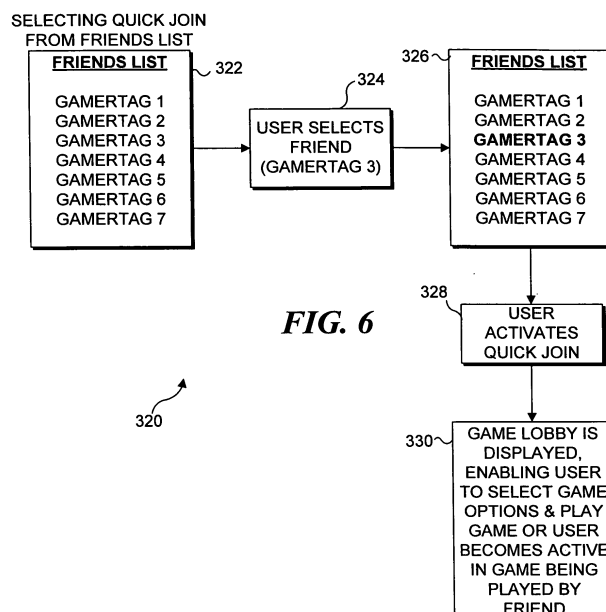 SELECTING QUICK JOIN
FROM FRIENDS LIST
FRIENDS LIST
322
GAMERTAG 1
GAMERTAG 2
GAMERTAG 3
GAMERTAG 4
GAMERTAG 5
GAMERTAG 6
GAMERTAG 7
324
USER SELECTS
FRIEND
(GAMERTAG 3)
326
FRIENDS LIST
GAMERTAG 1
GAMERTAG 2
GAMERTAG 3
GAMERTAG 4
GAMERTAG 5
GAMERTAG 6
GAMERTAG 7
FIG. 6
328
USER
ACTIVATES
QUICK JOIN
320
330
GAME LOBBY IS
DISPLAYED,
ENABLING USER
TO SELECT GAME
OPTIONS & PLAY
GAME OR USER
BECOMES ACTIVE
IN GAME BEING
PLAYED BY
FRIEND